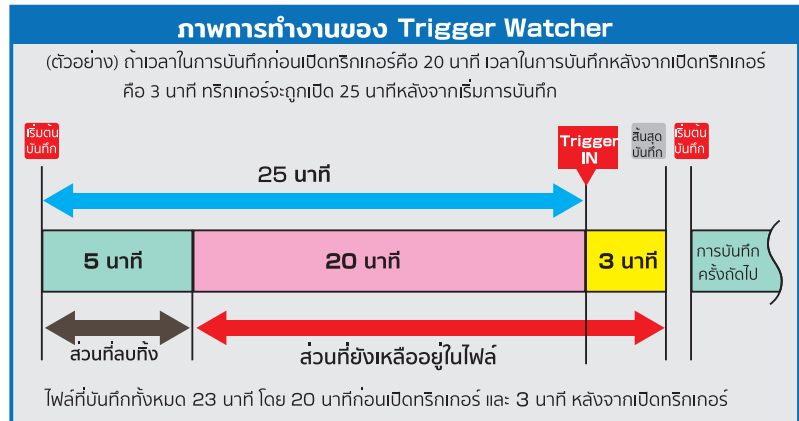 ภาพการทำงานของ Trigger Watcher
(ตัวอย่าง) ถ้าเวลาในการบันทึกก่อนเปิดทริกเกอร์คือ 20 นาที เวลาในการบันทึกหลังจากเปิดทริกเกอร์
คือ 3 นาที ทริกเกอร์จะถูกเปิด 25 นาทีหลังจากเริ่มการบันทึก
เริ่มต้น
บันทึก
Trigger
IN
สิ้นสุด
บันทึก
เริ่มต้น
บันทึก
25 นาที
5 นาที
20 นาที
3 นาที
การบันทึก
ครั้งถัดไป
ส่วนที่ลบทิ้ง
ส่วนที่ยังเหลืออยู่ในไฟล์
ไฟล์ที่บันทึกทั้งหมด 23 นาที โดย 20 นาทีก่อนเปิดทริกเกอร์ และ 3 นาที หลังจากเปิดทริกเกอร์